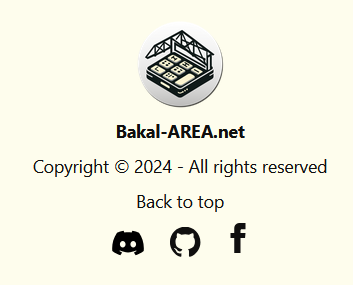 Bakal-AREA.net
Copyright © 2024 - All rights reserved
Back to top